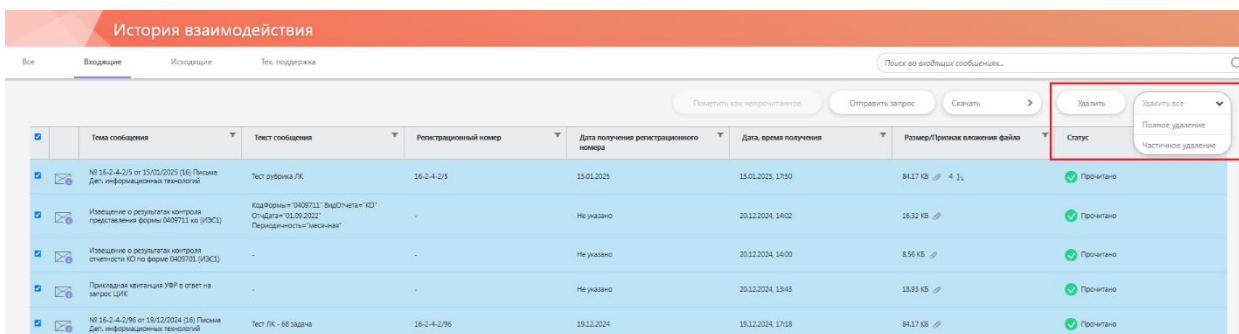 История взаимодействия
Все Входящие Исходящие Тех. поддержка Поиск во входящих сообщениях...
Пометить как непрочитанное Отправить запрос Скачать Удалить Удалить все
Полное удаление
Частичное удаление
Тема сообщения Текст сообщения Регистрационный номер Дата получения регистрационного номера Дата, время получения Размер/Признак вложения файла Статус
№ 16-2-4-2/5 от 15/01/2025 (16) Письма
Деп. информационных технологий
Тест рубрика ЛК 16-2-4-2/5 15.01.2025 15.01.2025, 17:50 84.17 КБ 4 Прочитано
Извещение о результатах контроля
представления формы 0409711 ко (ИЭС1)
КодФормы="0409711" ВидОтчета="КО"
ОтчДата="01.09.2022"
Периодичность="месячная"
- Не указано 20.12.2024, 14:02 16.32 КБ Прочитано
Извещение о результатах контроля
отчетности КО по форме 0409701 (ИЭС1)
- - Не указано 20.12.2024, 14:00 8.56 КБ Прочитано
Прикладная квитанция УФР в ответ на
запрос ЦИК
- - Не указано 20.12.2024, 13:43 18.93 КБ Прочитано
№ 16-2-4-2/96 от 19/12/2024 (16) Письма
Деп. информационных технологий
Тест ЛК - 68 задача 16-2-4-2/96 19.12.2024 19.12.2024, 17:18 84.17 КБ Прочитано